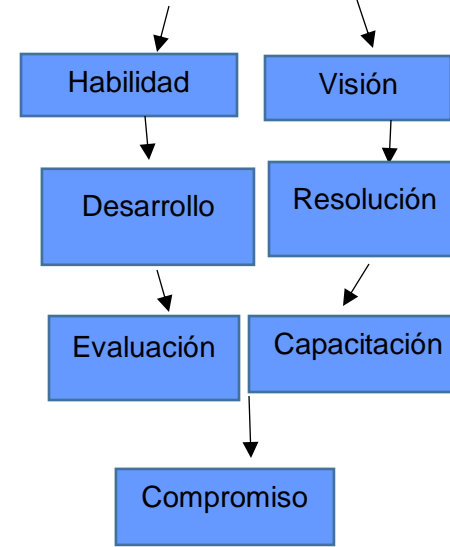 Habilidad
Visión
Desarrollo
Resolución
Evaluación
Capacitación
Compromiso